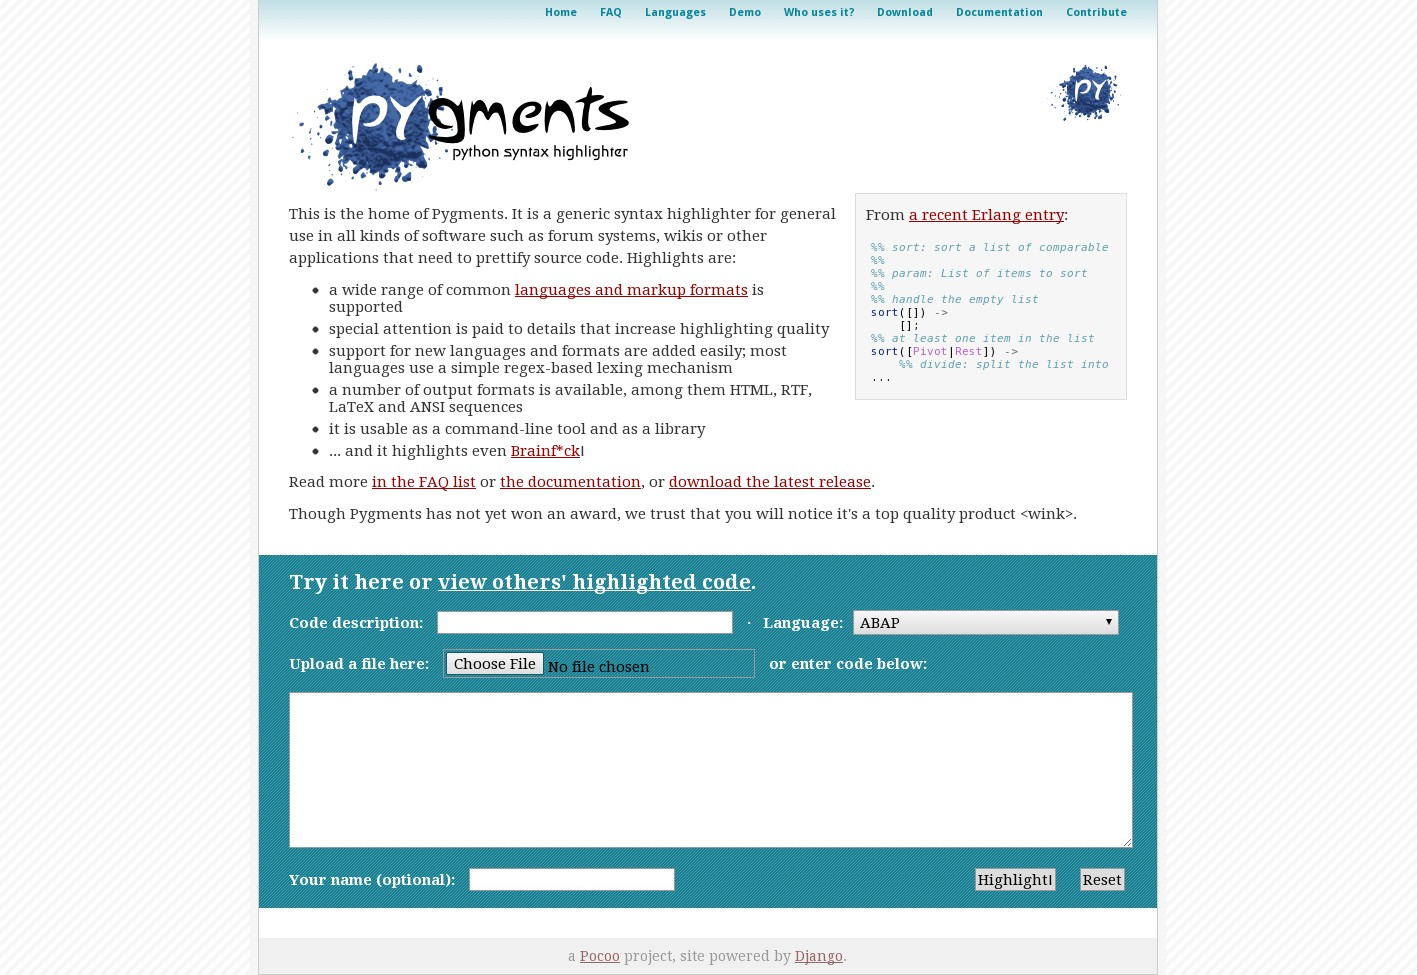 Home FAQ Languages Demo Who uses it? Download Documentation Contribute
pygments
python syntax highlighter
PY
This is the home of Pygments. It is a generic syntax highlighter for general
use in all kinds of software such as forum systems, wikis or other
applications that need to prettify source code. Highlights are:
a wide range of common languages and markup formats is
supported
special attention is paid to details that increase highlighting quality
support for new languages and formats are added easily; most
languages use a simple regex-based lexing mechanism
a number of output formats is available, among them HTML, RTF,
LaTeX and ANSI sequences
it is usable as a command-line tool and as a library
... and it highlights even Brainf*ck!
From a recent Erlang entry:
%% sort: sort a list of comparable
%%
%% param: List of items to sort
%%
%% handle the empty list
sort([]) ->
    [];
%% at least one item in the list
sort([Pivot|Rest]) ->
    %% divide: split the list into
...
Read more in the FAQ list or the documentation, or download the latest release.
Though Pygments has not yet won an award, we trust that you will notice it's a top quality product <wink>.
Try it here or view others' highlighted code.
Code description: · Language: ABAP
Upload a file here: Choose File No file chosen or enter code below:
Your name (optional): Highlight! Reset
a Pocoo project, site powered by Django.